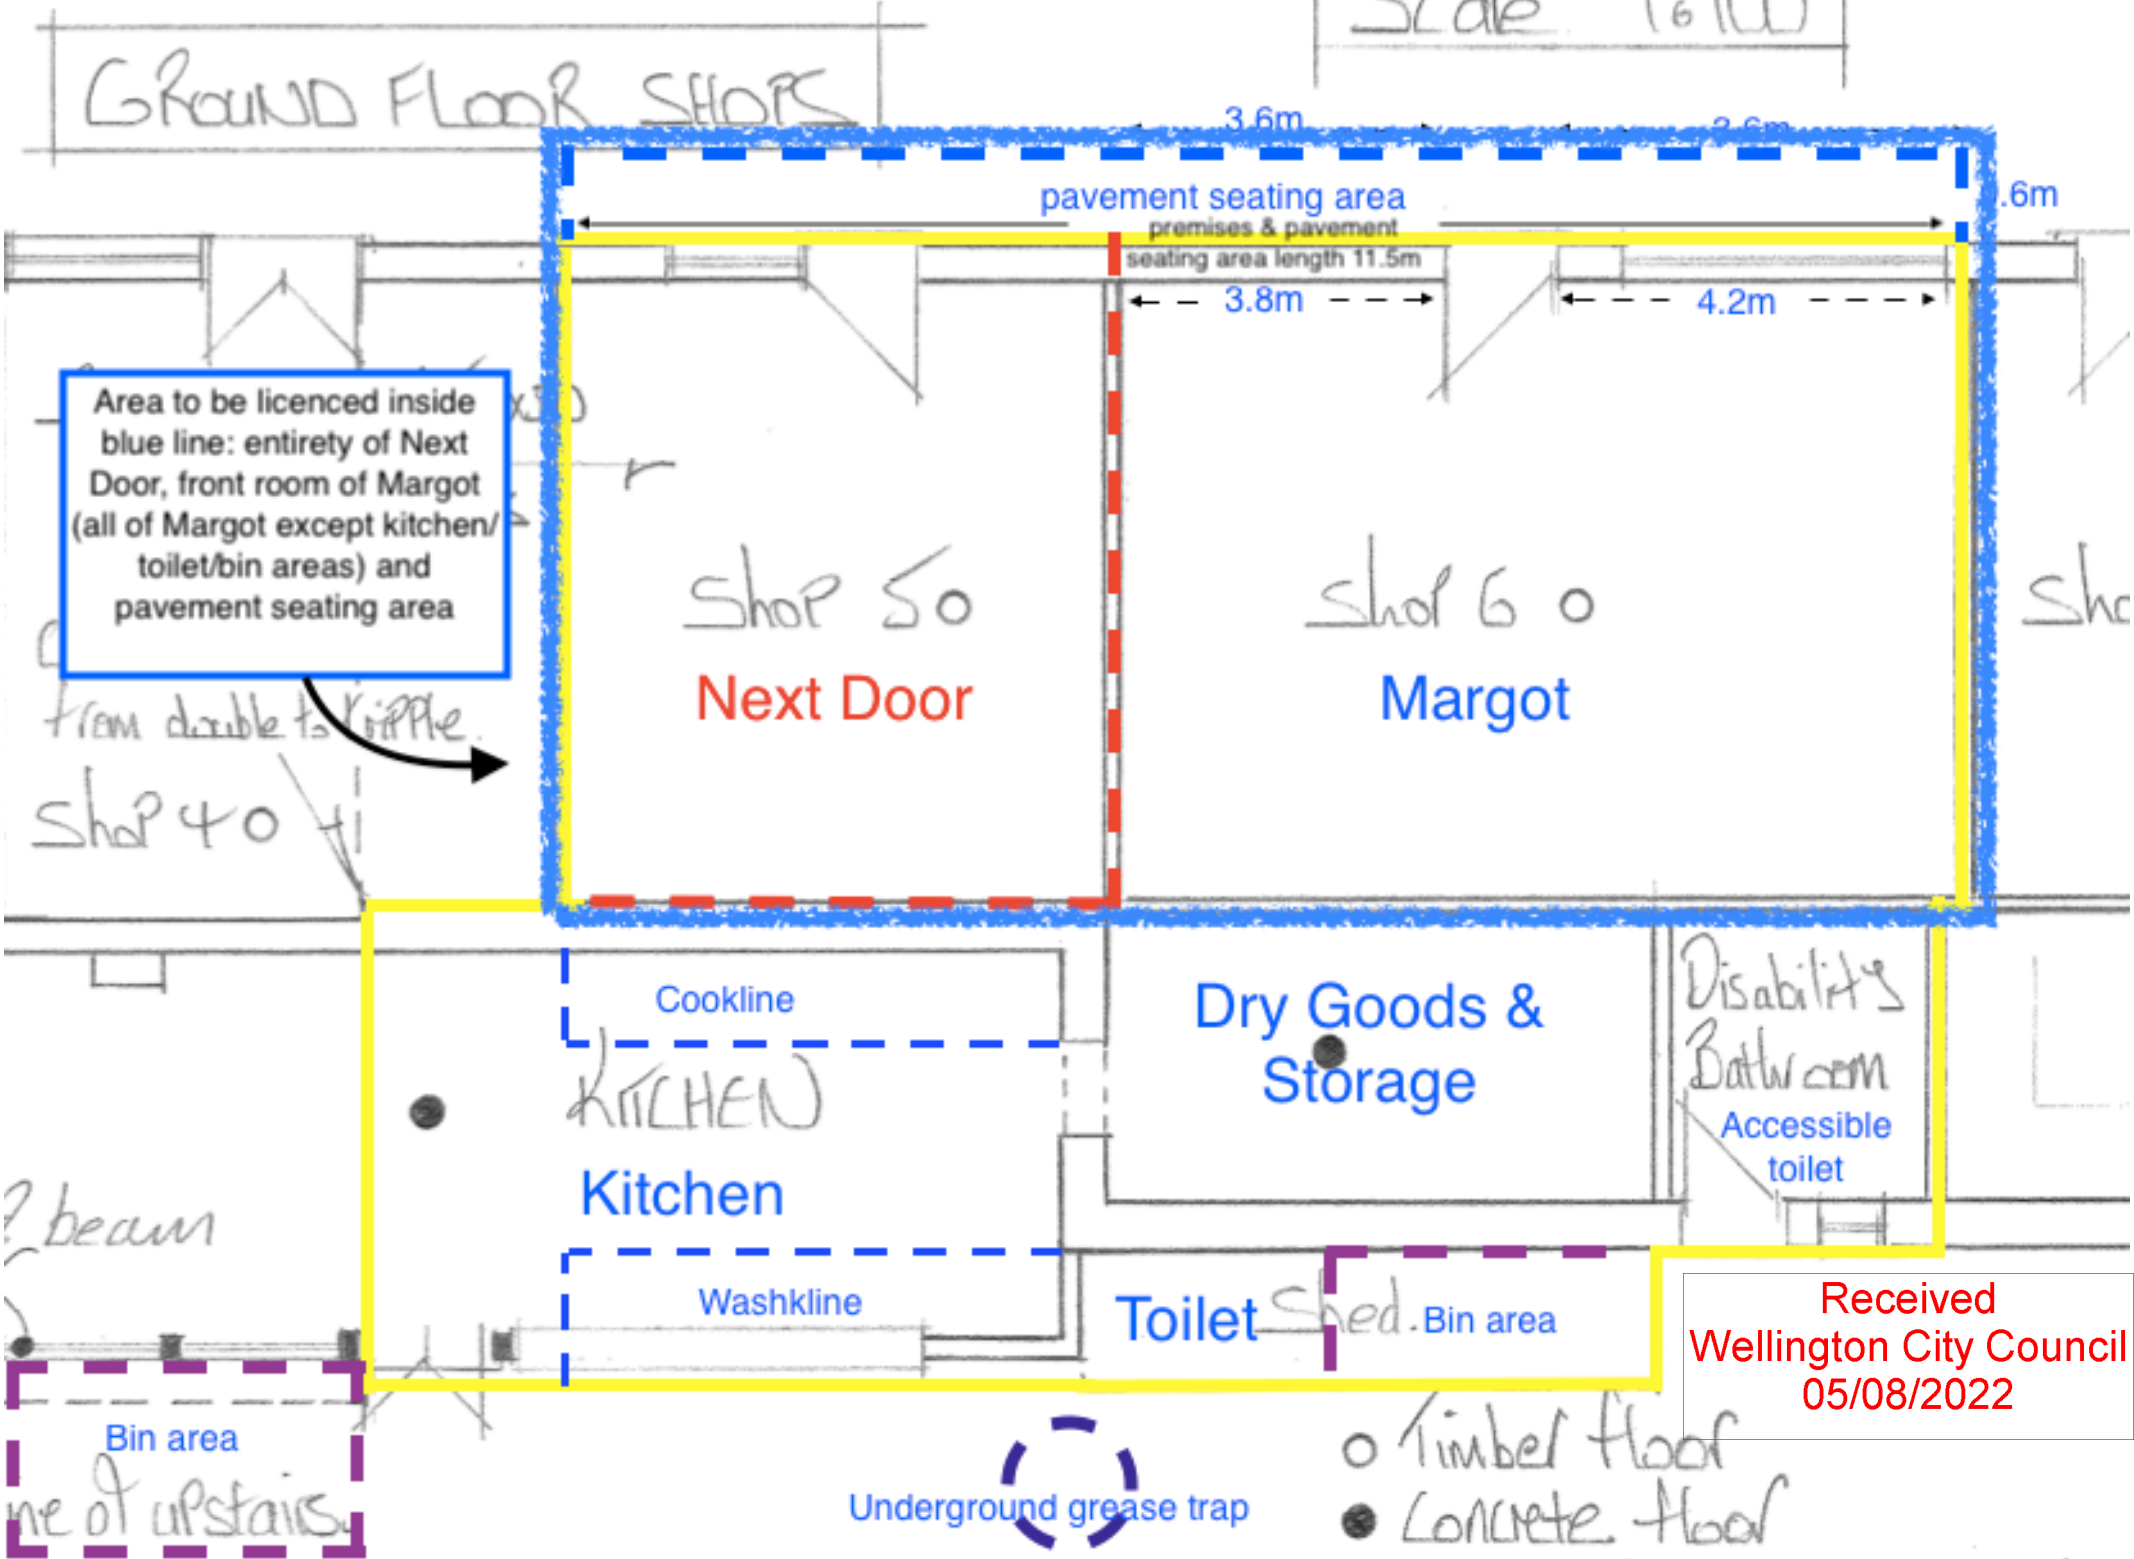 Scale 1 to 100
GROUND FLOOR SHOPS
3.6m
3.6m
pavement seating area
.6m
premises & pavement
seating area length 11.5m
3.8m
4.2m
Area to be licenced inside
blue line: entirety of Next
Door, front room of Margot
(all of Margot except kitchen/
toilet/bin areas) and
pavement seating area
Shop 5 o
Shop 6 o
Sho
Next Door
Margot
from double to tripple.
Shop 4 o
Cookline
Dry Goods &
Storage
Disability
Bathroom
KITCHEN
Accessible
toilet
Kitchen
beam
Washkline
Toilet
Shed.
Bin area
Received
Wellington City Council
05/08/2022
Bin area
ne of upstairs.
Underground grease trap
o Timber floor
● Concrete floor